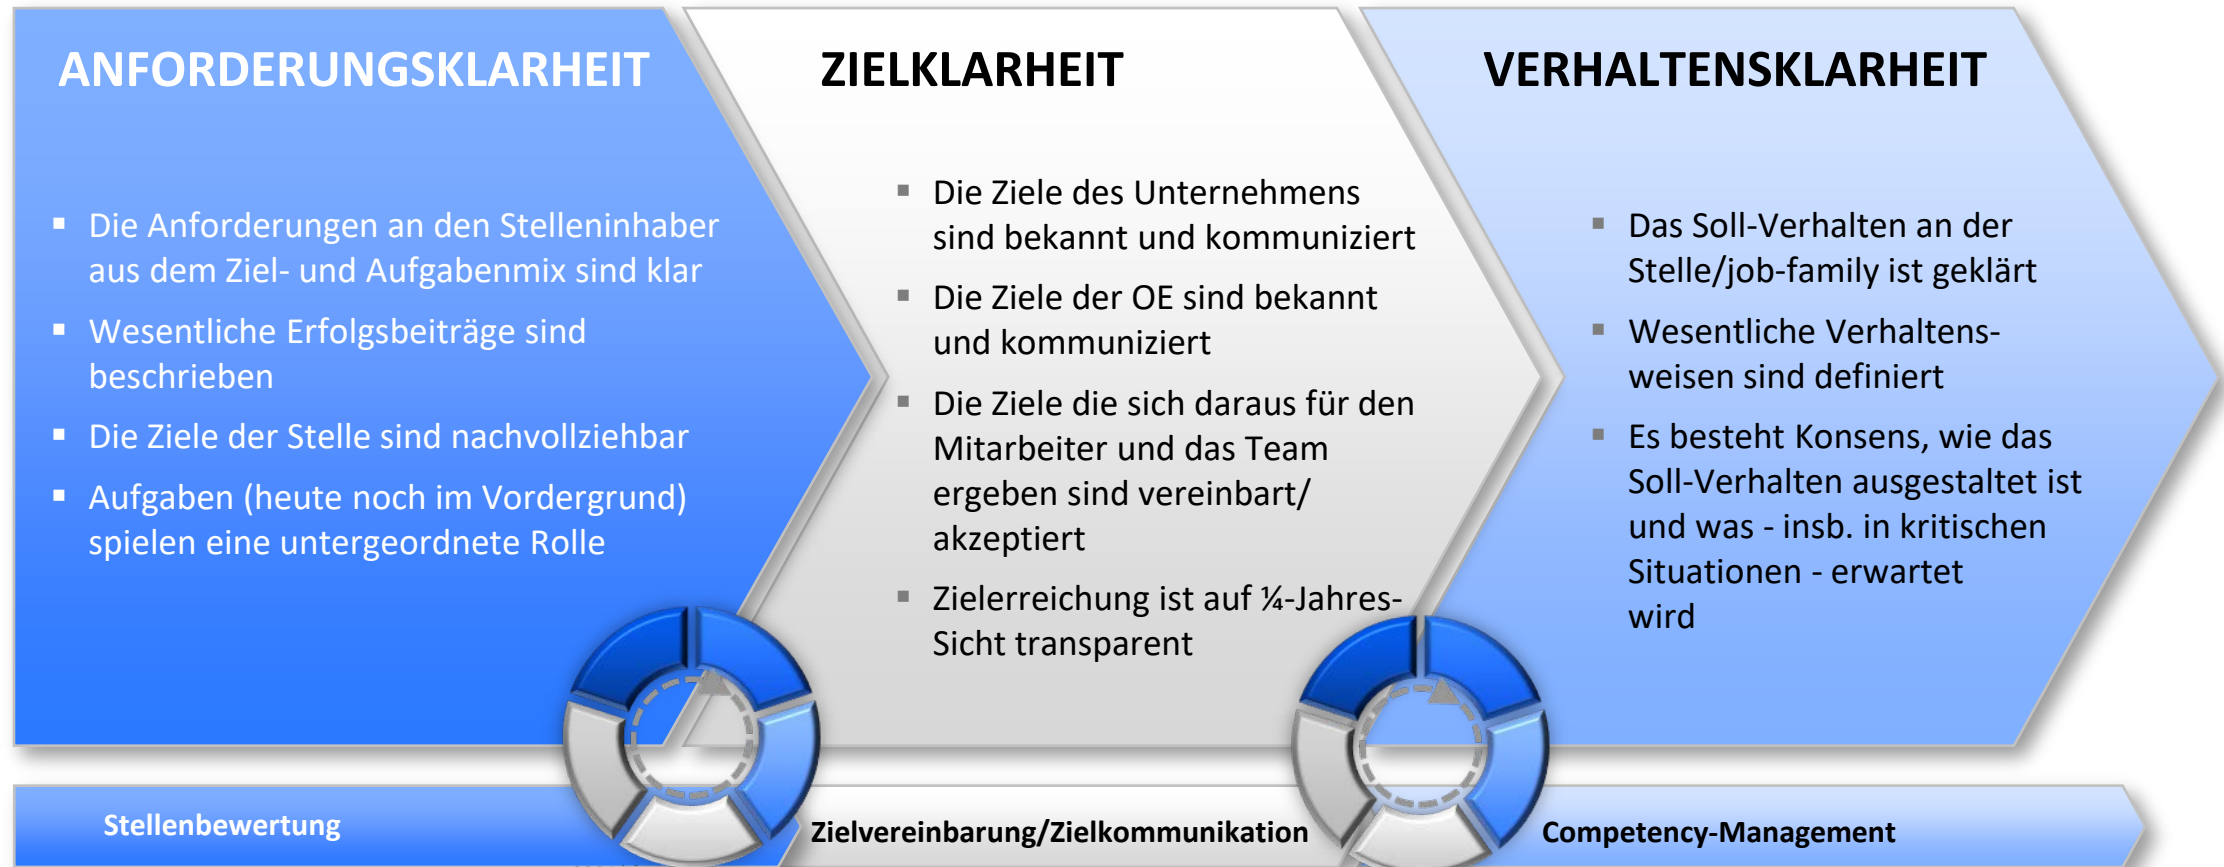 ANFORDERUNGSKLARHEIT
▪ Die Anforderungen an den Stelleninhaber
aus dem Ziel- und Aufgabenmix sind klar
▪ Wesentliche Erfolgsbeiträge sind
beschrieben
▪ Die Ziele der Stelle sind nachvollziehbar
▪ Aufgaben (heute noch im Vordergrund)
spielen eine untergeordnete Rolle
ZIELKLARHEIT
▪ Die Ziele des Unternehmens
sind bekannt und kommuniziert
▪ Die Ziele der OE sind bekannt
und kommuniziert
▪ Die Ziele die sich daraus für den
Mitarbeiter und das Team
ergeben sind vereinbart/
akzeptiert
▪ Zielerreichung ist auf ¼-Jahres-
Sicht transparent
VERHALTENSKLARHEIT
▪ Das Soll-Verhalten an der
Stelle/job-family ist geklärt
▪ Wesentliche Verhaltens-
weisen sind definiert
▪ Es besteht Konsens, wie das
Soll-Verhalten ausgestaltet ist
und was - insb. in kritischen
Situationen - erwartet
wird
Stellenbewertung
Zielvereinbarung/Zielkommunikation
Competency-Management